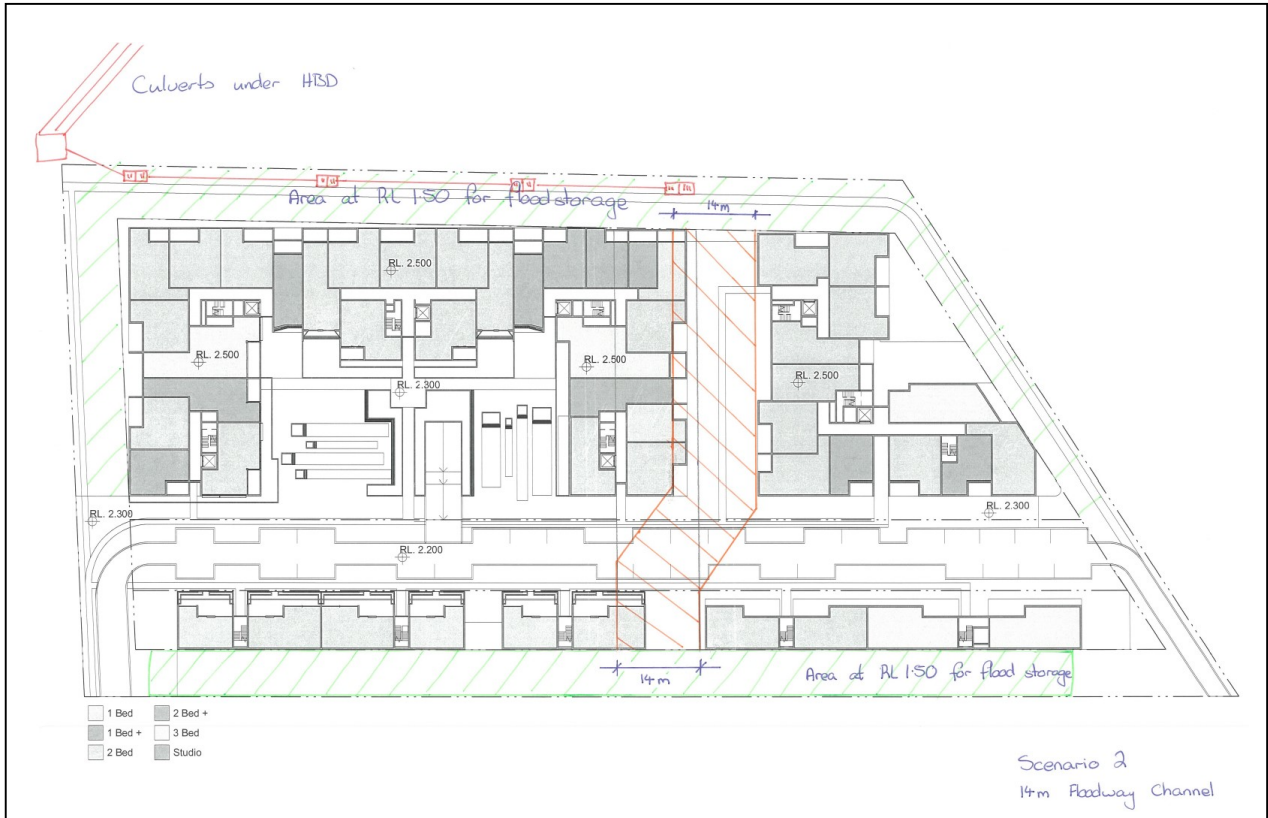 Culverts under HBD
Area at RL 1.50 for flood storage
14m
RL. 2.500
RL. 2.500
RL. 2.500
RL. 2.500
RL. 2.300
RL. 2.300
RL. 2.300
RL. 2.200
14m
Area at RL 1.50 for flood storage
1 Bed
2 Bed +
1 Bed +
3 Bed
2 Bed
Studio
Scenario 2
14m Floodway Channel